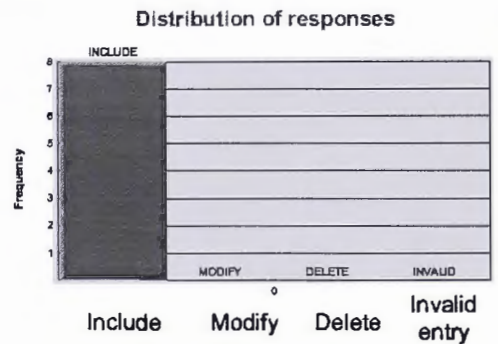 Distribution of responses
INCLUDE
8
7
6
5
4
3
2
1
Frequency
MODIFY DELETE INVALID
0
Include Modify Delete Invalid entry